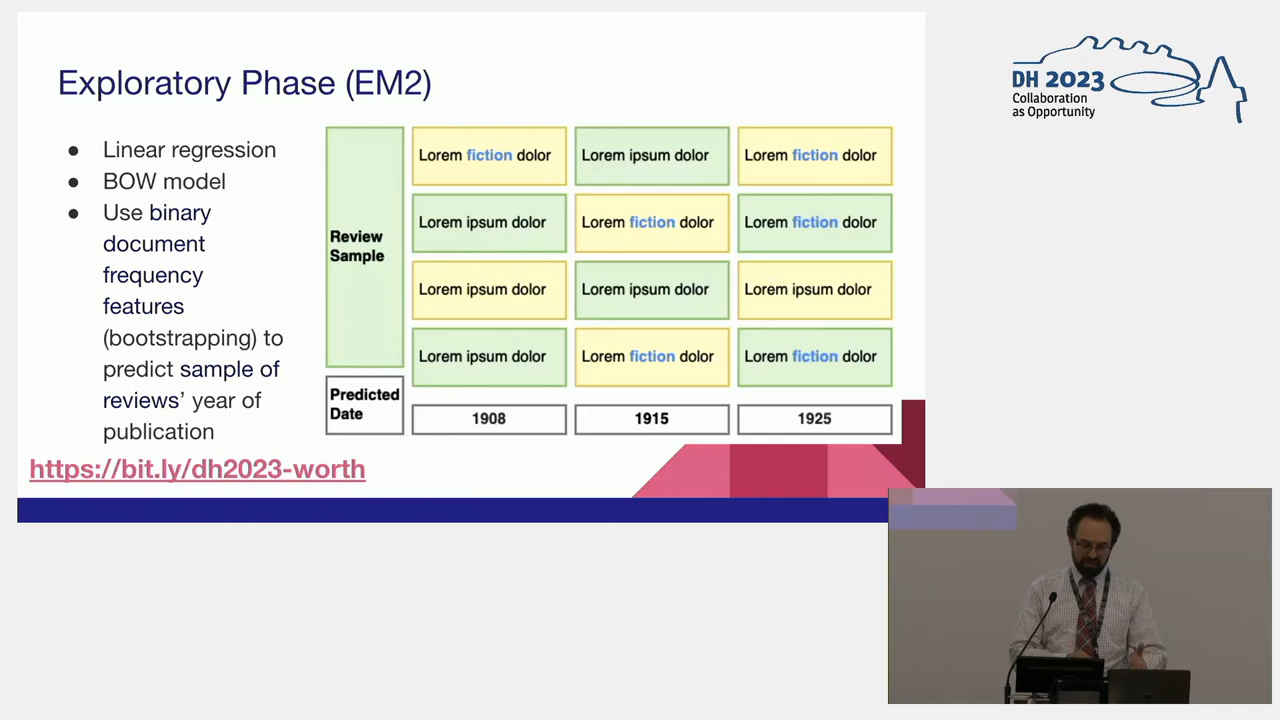 Exploratory Phase (EM2)
● Linear regression
● BOW model
● Use binary
document
frequency
features
(bootstrapping) to
predict sample of
reviews’ year of
publication
https://bit.ly/dh2023-worth
Review
Sample
Lorem fiction dolor
Lorem ipsum dolor
Lorem fiction dolor
Lorem ipsum dolor
Lorem fiction dolor
Lorem fiction dolor
Lorem ipsum dolor
Lorem ipsum dolor
Lorem ipsum dolor
Lorem ipsum dolor
Lorem fiction dolor
Lorem fiction dolor
Predicted
Date
1908
1915
1925
DH 2023
Collaboration
as Opportunity